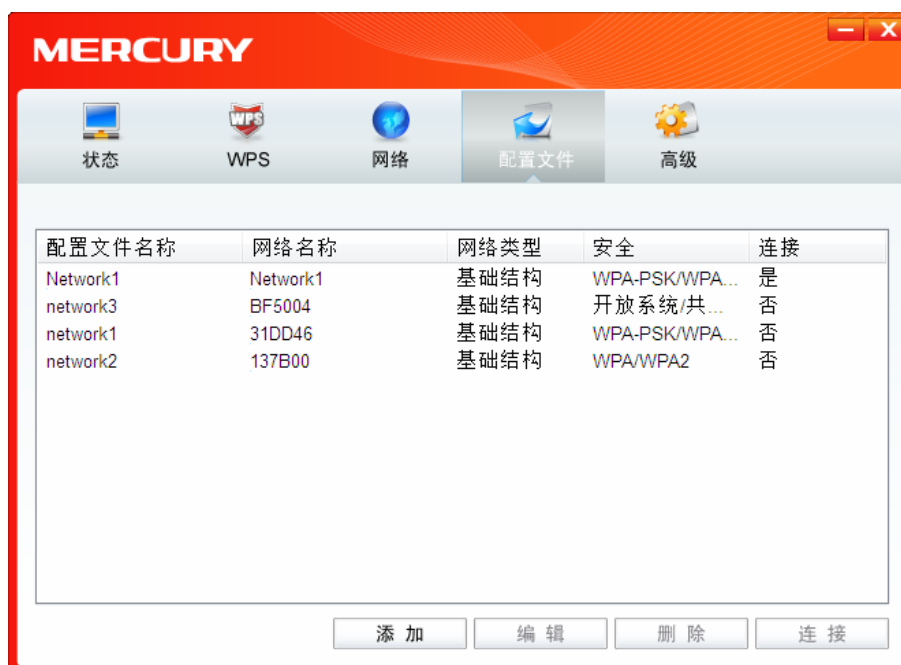 MERCURY
状态 WPS 网络 配置文件 高级
配置文件名称 网络名称 网络类型 安全 连接
Network1 Network1 基础结构 WPA-PSK/WPA... 是
network3 BF5004 基础结构 开放系统/共... 否
network1 31DD46 基础结构 WPA-PSK/WPA... 否
network2 137B00 基础结构 WPA/WPA2 否
添 加 编 辑 删 除 连 接